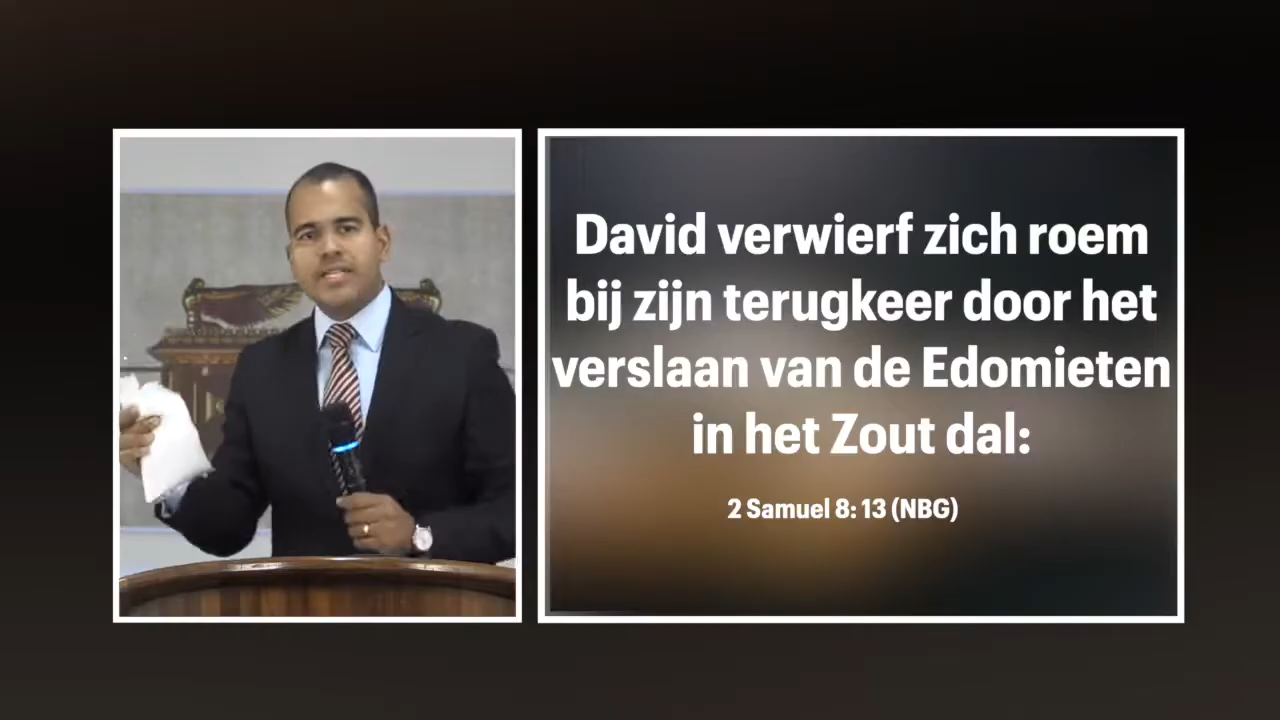 David verwierf zich roem
bij zijn terugkeer door het
verslaan van de Edomieten
in het Zout dal:
2 Samuel 8: 13 (NBG)